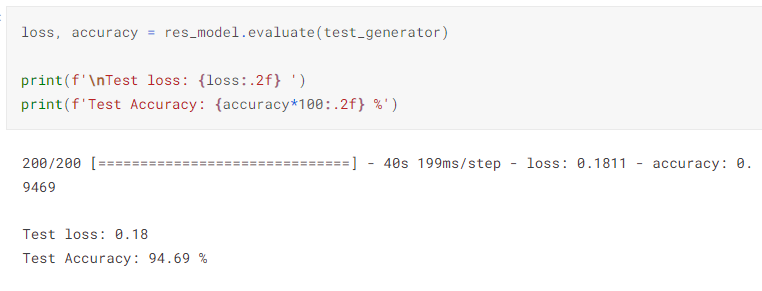 loss, accuracy = res_model.evaluate(test_generator)
print(f'\nTest loss: {loss:.2f} ')
print(f'Test Accuracy: {accuracy*100:.2f} %')
200/200 [==============================] - 40s 199ms/step - loss: 0.1811 - accuracy: 0.
9469
Test loss: 0.18
Test Accuracy: 94.69 %